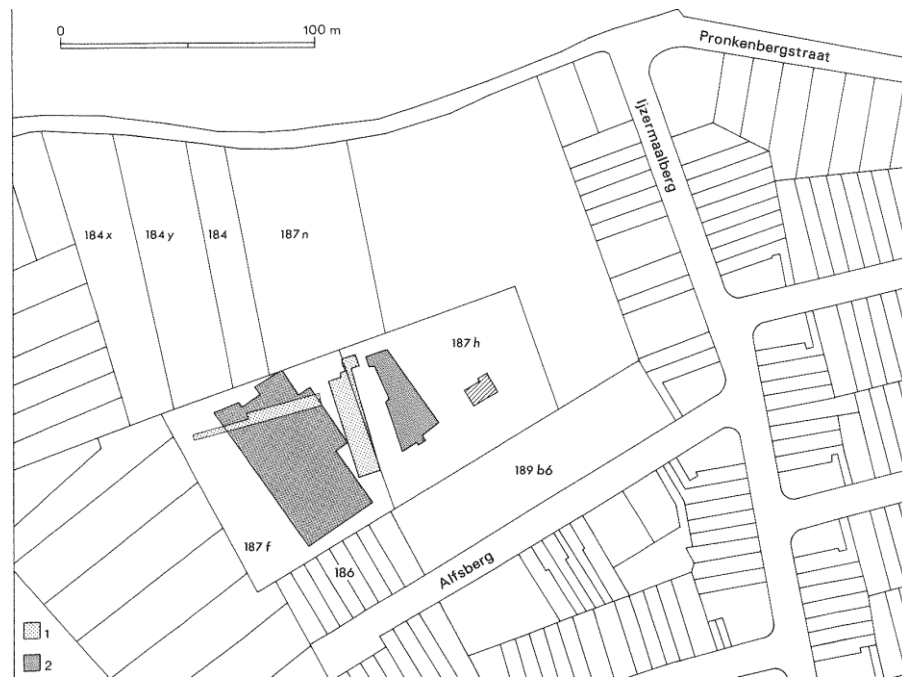 0 100 m
Pronkenbergstraat
Ijzermaalberg
184 x
184 y
184
187 n
187 h
189 b6
187 f
186
Alfsberg
1
2